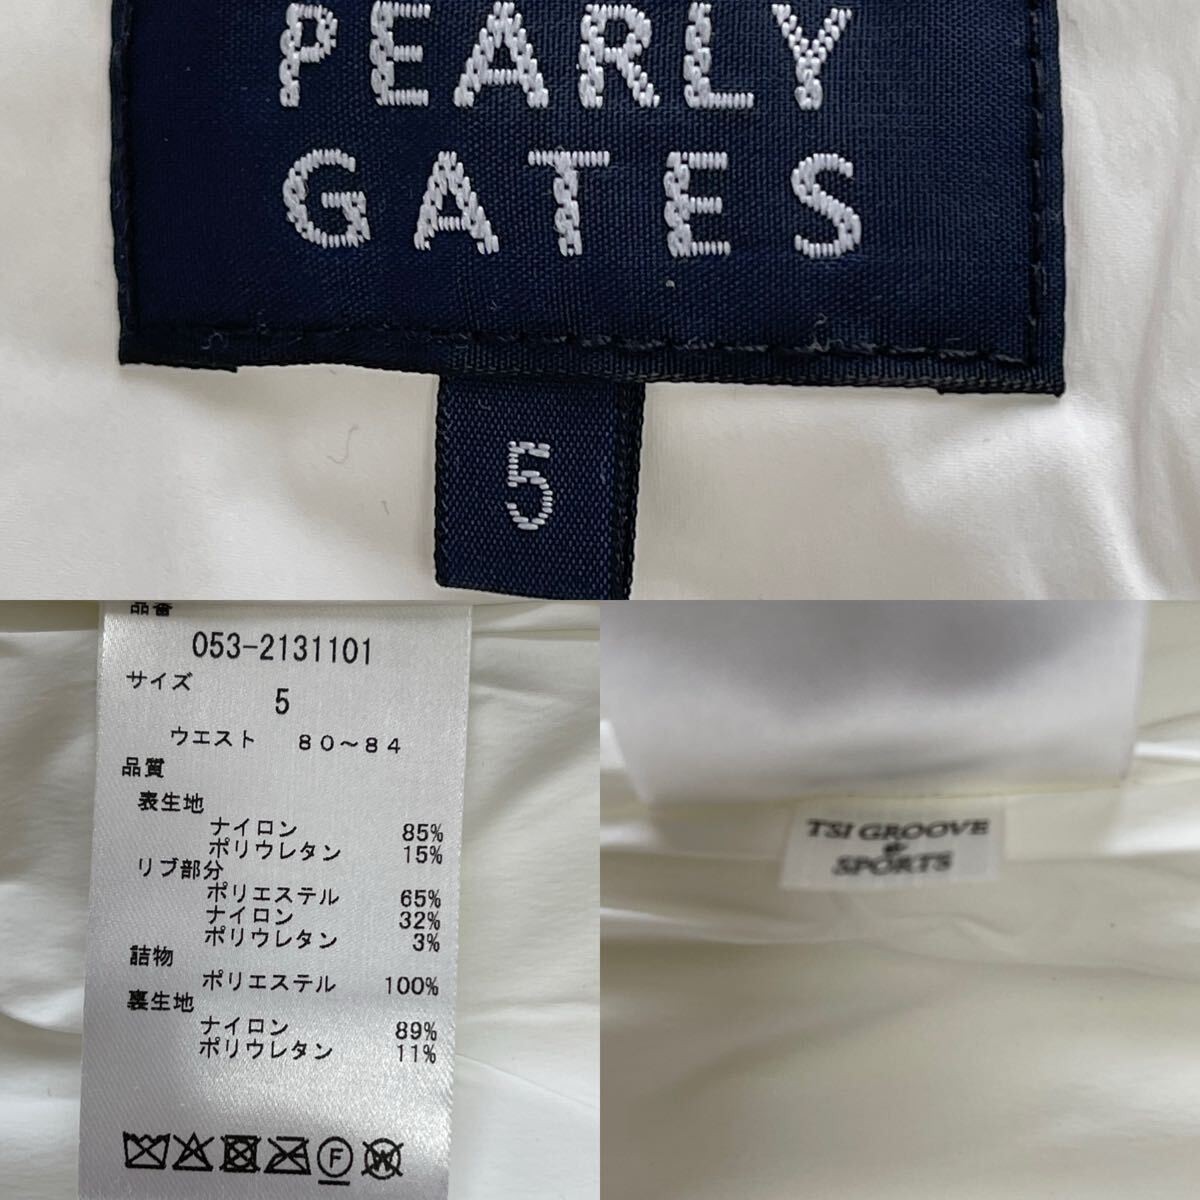 PEARLY
GATES
5
品番
053-2131101
サイズ
5
ウエスト 80～84
品質
表生地
ナイロン 85%
ポリウレタン 15%
リブ部分
ポリエステル 65%
ナイロン 32%
ポリウレタン 3%
詰物
ポリエステル 100%
裏生地
ナイロン 89%
ポリウレタン 11%
F
W
TSI GROOVE
&
SPORTS